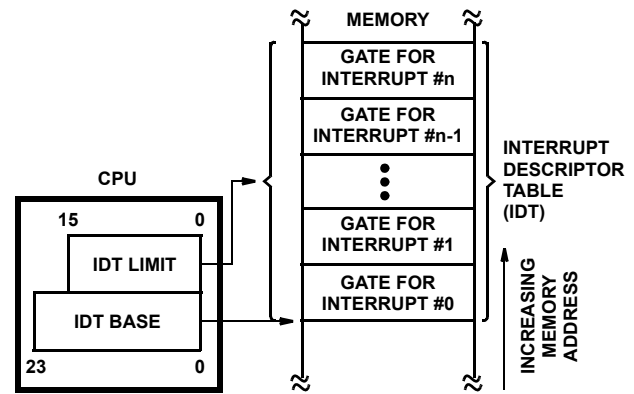 MEMORY
GATE FOR
INTERRUPT #n
GATE FOR
INTERRUPT #n-1
INTERRUPT
DESCRIPTOR
TABLE
(IDT)
CPU
15 0
IDT LIMIT
GATE FOR
INTERRUPT #1
IDT BASE
GATE FOR
INTERRUPT #0
23 0
INCREASING
MEMORY
ADDRESS